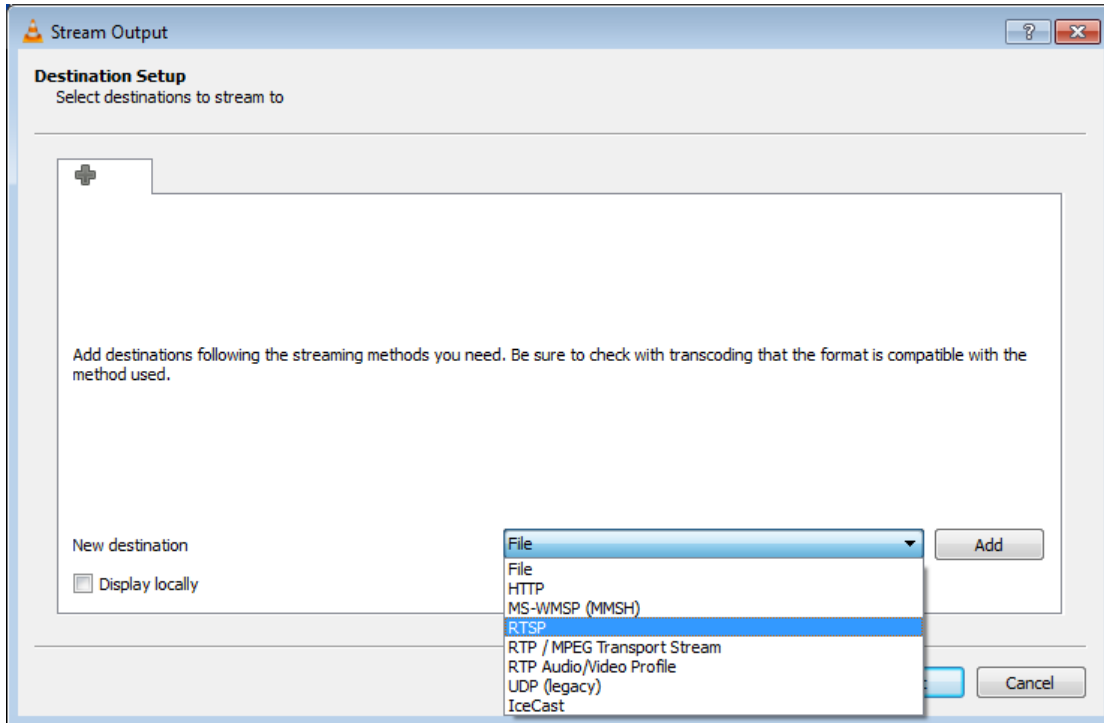 Stream Output
Destination Setup
Select destinations to stream to
Add destinations following the streaming methods you need. Be sure to check with transcoding that the format is compatible with the
method used.
New destination
File
Add
Display locally
File
HTTP
MS-WMSP (MMSH)
RTSP
RTP / MPEG Transport Stream
RTP Audio/Video Profile
UDP (legacy)
IceCast
Cancel